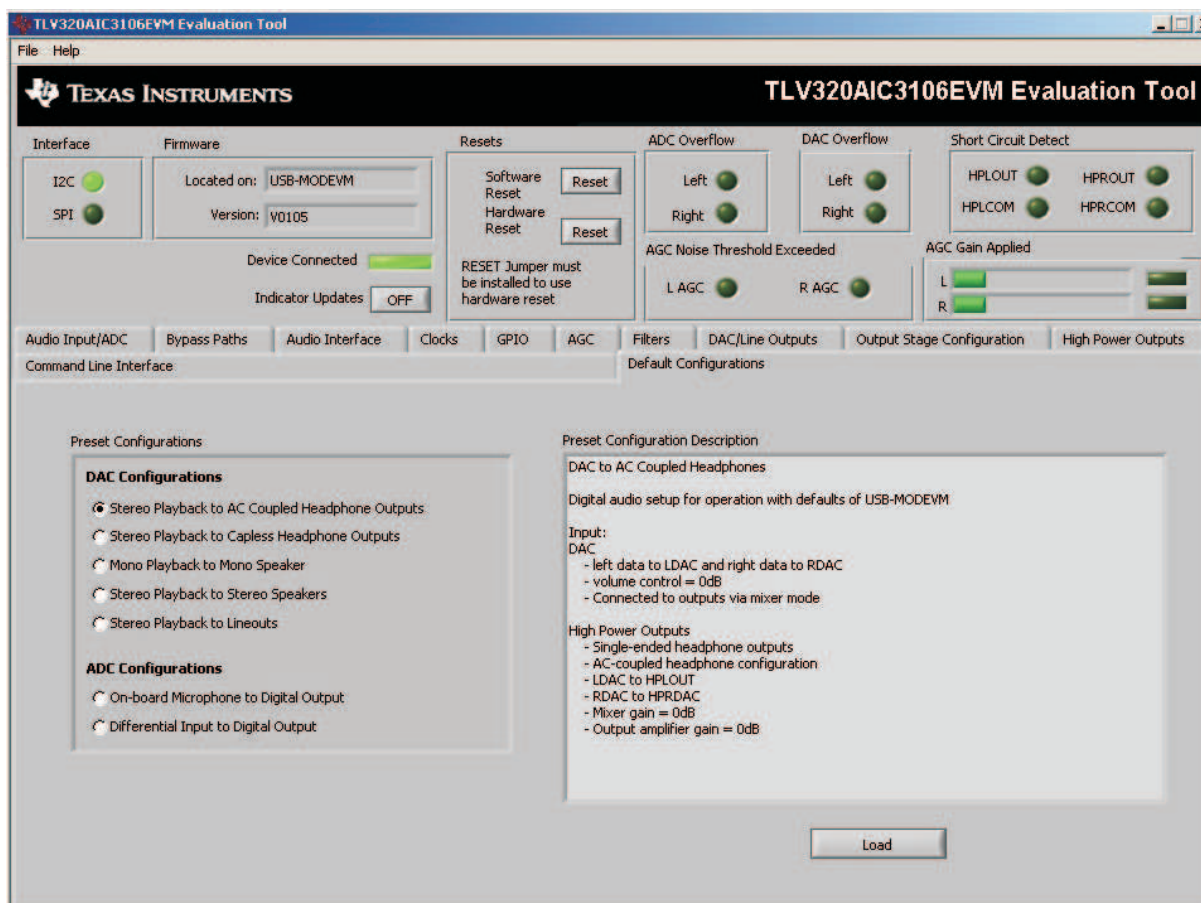 TLV320AIC3106EVM Evaluation Tool
File Help
TEXAS INSTRUMENTS
TLV320AIC3106EVM Evaluation Tool
Interface
I2C
SPI
Firmware
Located on: USB-MODEVM
Version: V0105
Device Connected
Indicator Updates OFF
Resets
Software
Reset
Reset
Hardware
Reset
Reset
RESET Jumper must
be installed to use
hardware reset
ADC Overflow
Left
Right
DAC Overflow
Left
Right
Short Circuit Detect
HPLOUT HPROUT
HPLCOM HPRCOM
AGC Noise Threshold Exceeded
L AGC R AGC
AGC Gain Applied
L
R
Audio Input/ADC Bypass Paths Audio Interface Clocks GPIO AGC Filters DAC/Line Outputs Output Stage Configuration High Power Outputs
Command Line Interface Default Configurations
Preset Configurations
DAC Configurations
Stereo Playback to AC Coupled Headphone Outputs
Stereo Playback to Capless Headphone Outputs
Mono Playback to Mono Speaker
Stereo Playback to Stereo Speakers
Stereo Playback to Lineouts
ADC Configurations
On-board Microphone to Digital Output
Differential Input to Digital Output
Preset Configuration Description
DAC to AC Coupled Headphones
Digital audio setup for operation with defaults of USB-MODEVM
Input:
DAC
- left data to LDAC and right data to RDAC
- volume control = 0dB
- Connected to outputs via mixer mode
High Power Outputs
- Single-ended headphone outputs
- AC-coupled headphone configuration
- LDAC to HPLOUT
- RDAC to HPRDAC
- Mixer gain = 0dB
- Output amplifier gain = 0dB
Load